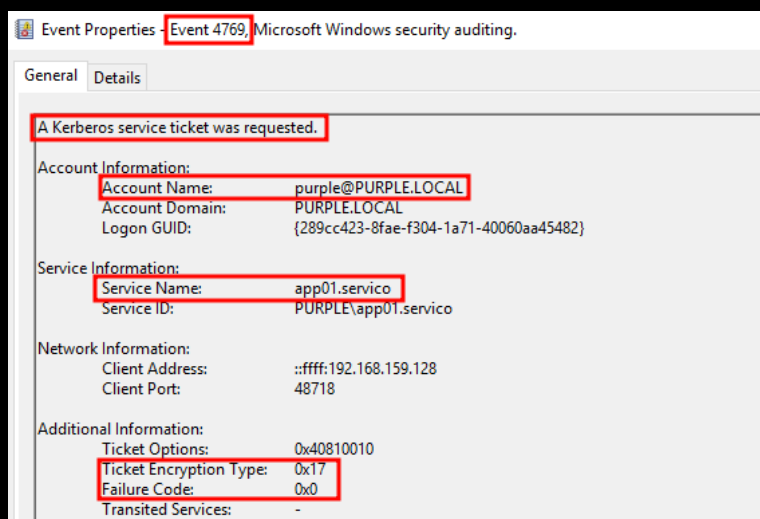 Event Properties - Event 4769, Microsoft Windows security auditing.
General Details
A Kerberos service ticket was requested.
Account Information:
Account Name: purple@PURPLE.LOCAL
Account Domain: PURPLE.LOCAL
Logon GUID: {289cc423-8fae-f304-1a71-40060aa45482}
Service Information:
Service Name: app01.servico
Service ID: PURPLE\app01.servico
Network Information:
Client Address: ::ffff:192.168.159.128
Client Port: 48718
Additional Information:
Ticket Options: 0x40810010
Ticket Encryption Type: 0x17
Failure Code: 0x0
Transited Services: -